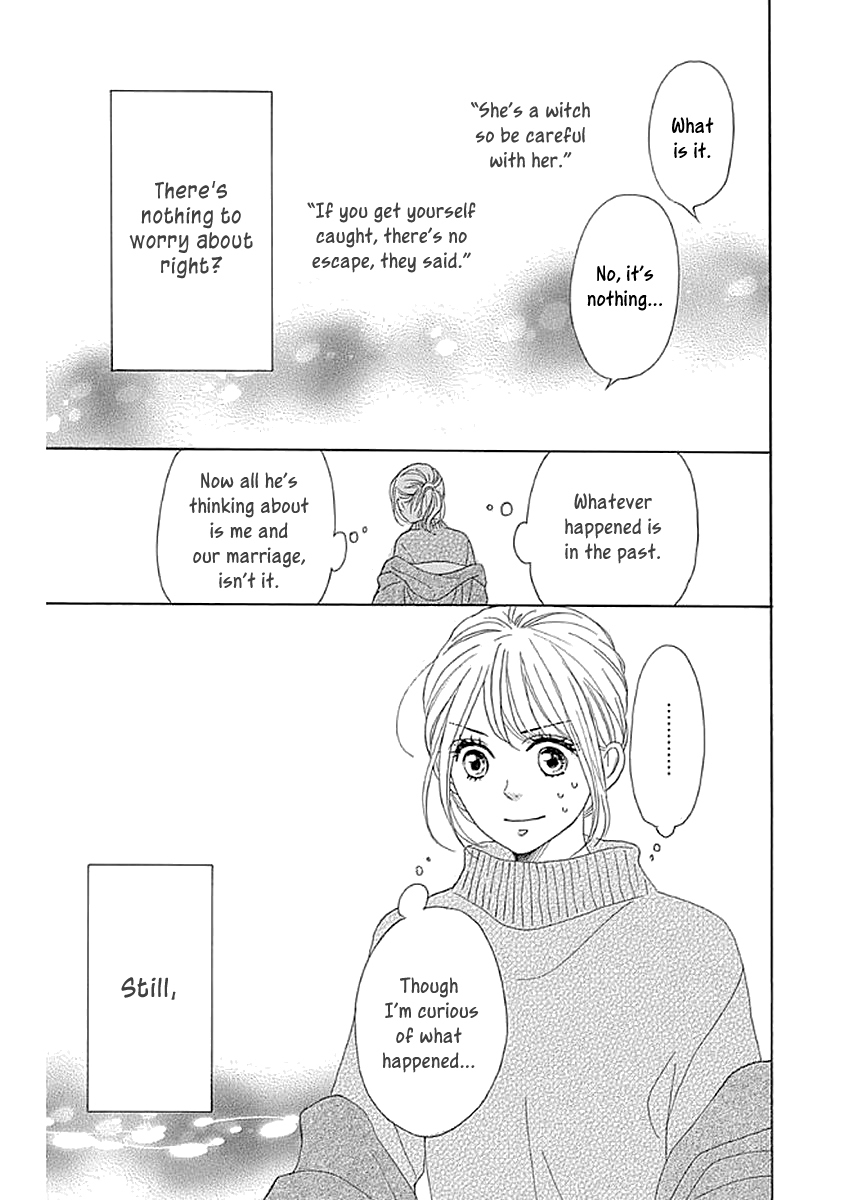 What
is it.
No, it's
nothing...
"She's a witch
so be careful
with her."
"If you get yourself
caught, there's no
escape, they said."
There's
nothing to
worry about
right?
Whatever
happened is
in the past.
Now all he's
thinking about
is me and
our marriage,
isn't it.
..........
Though
I'm curious
of what
happened...
Still,